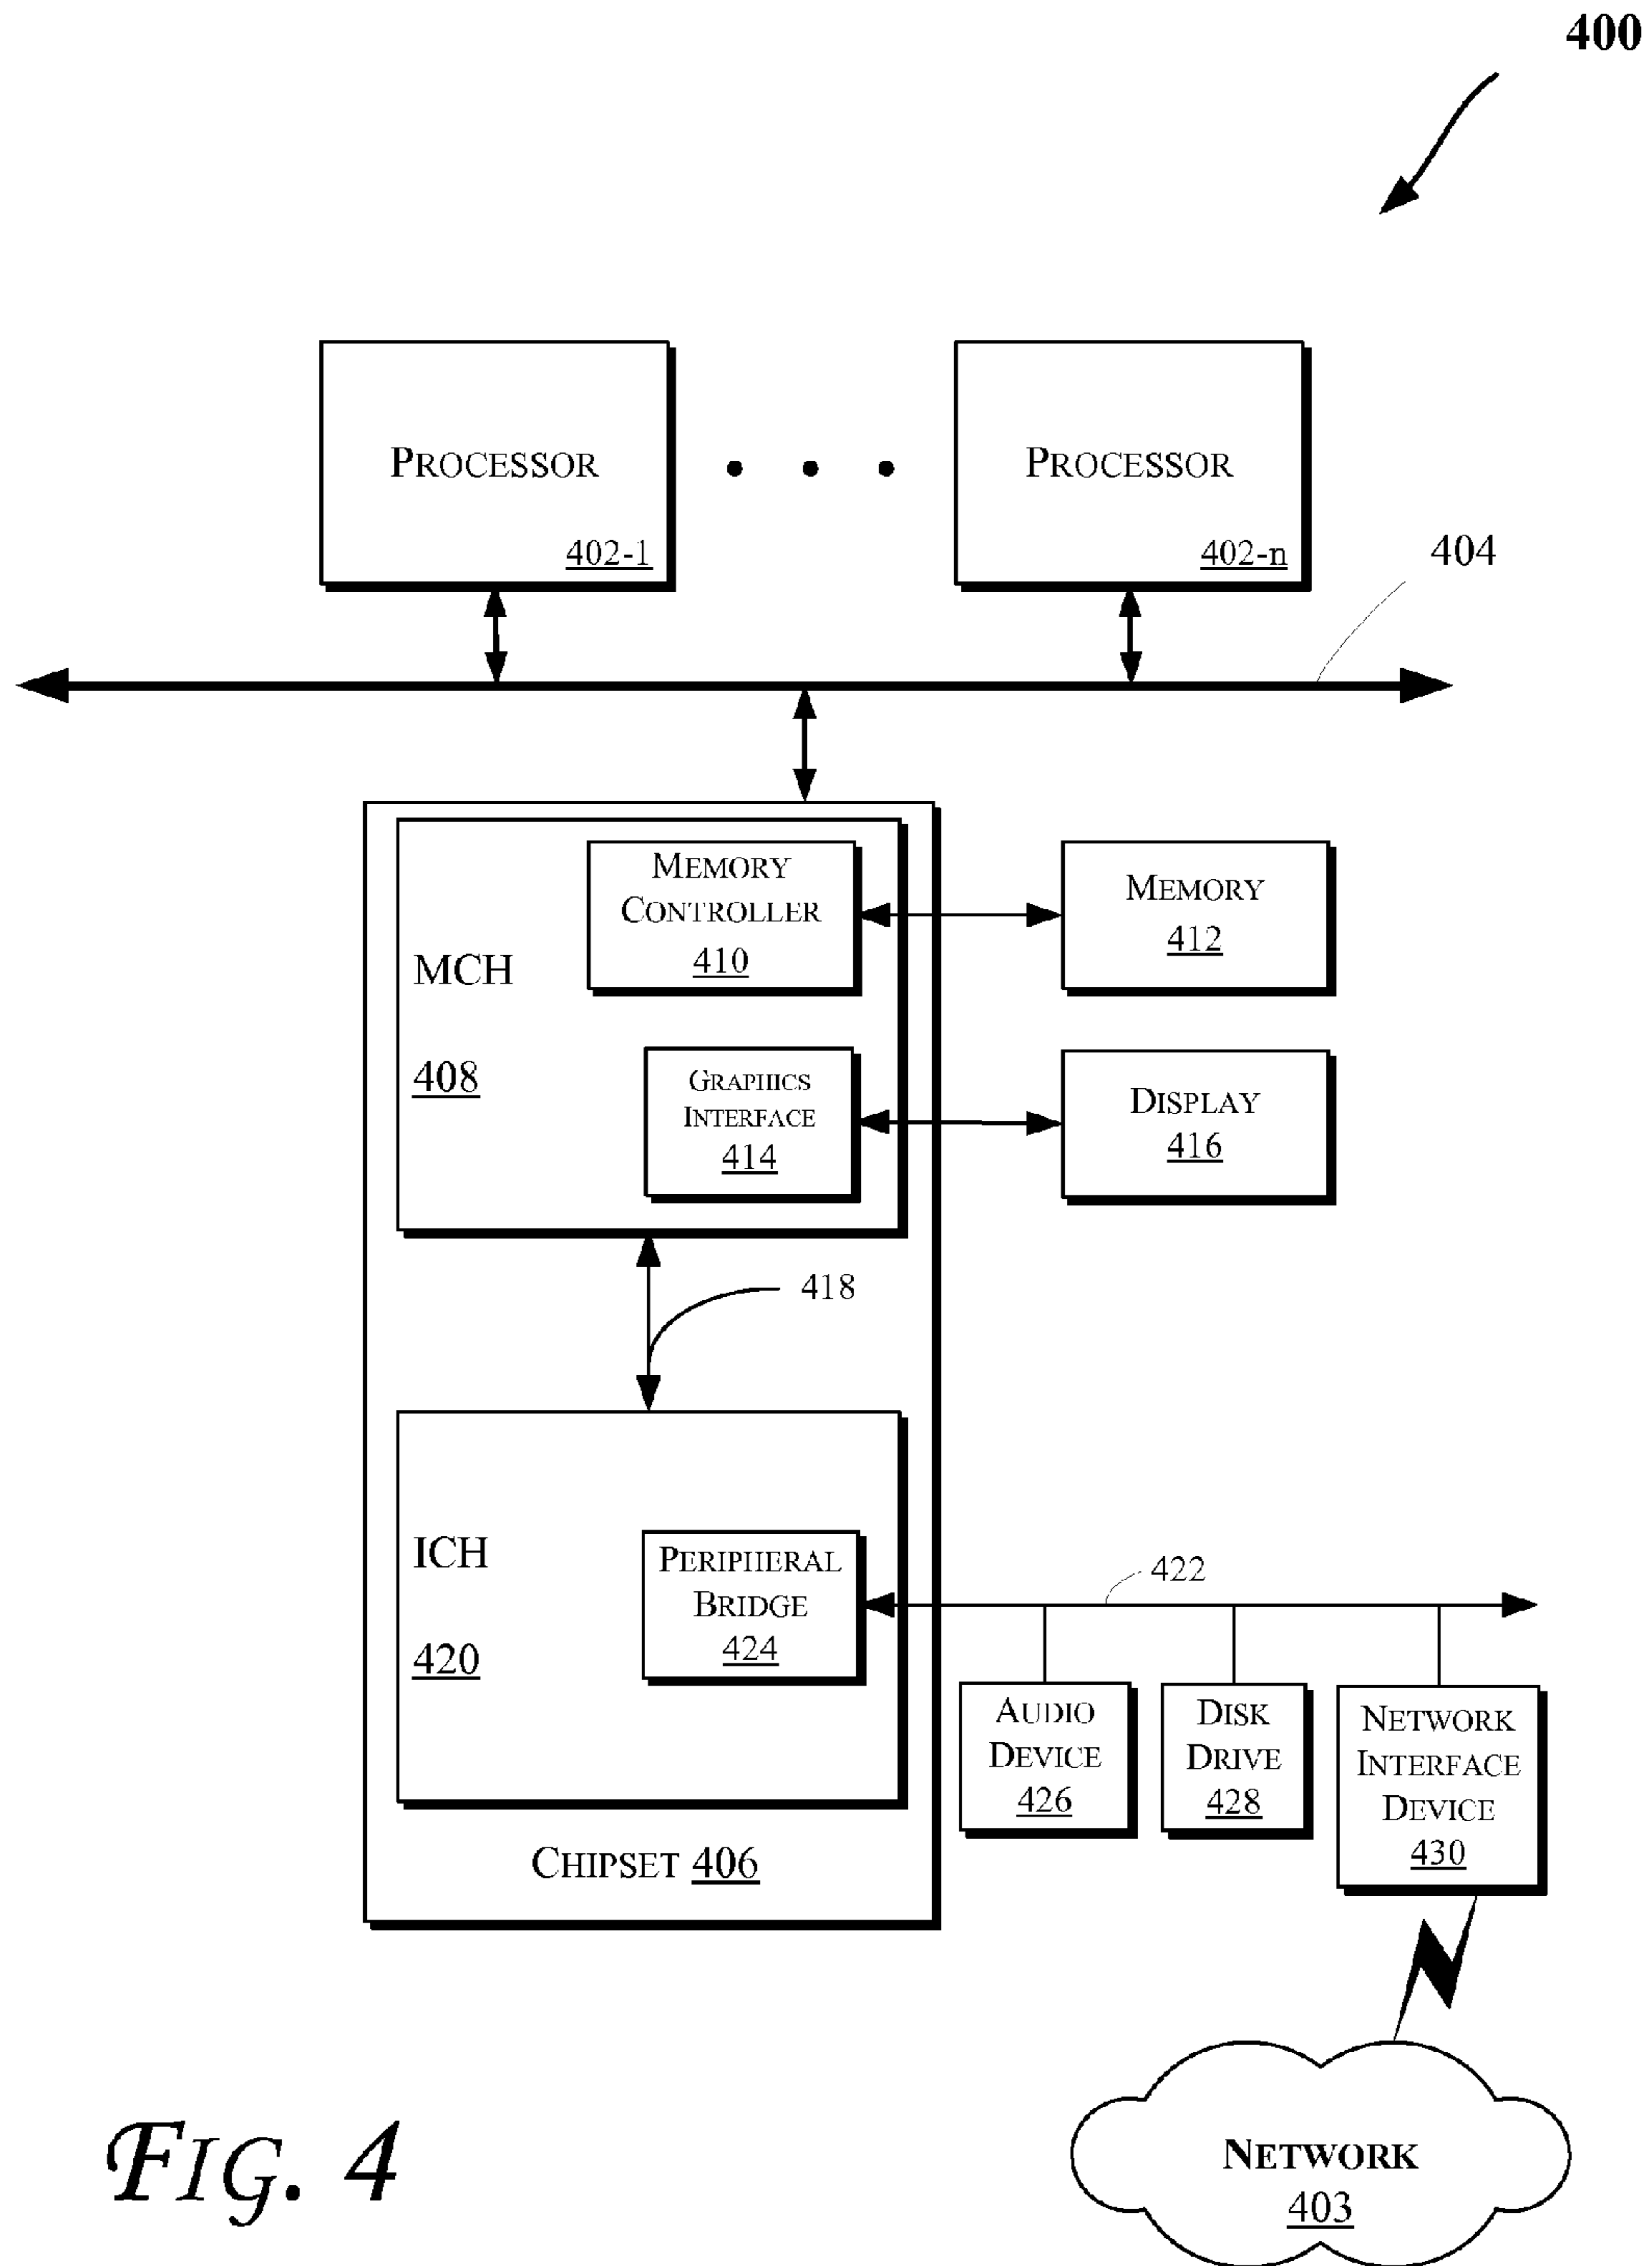 400
PROCESSOR
402-1
. . .
PROCESSOR
402-n
404
MEMORY
CONTROLLER
410
MEMORY
412
MCH
408
GRAPHICS
INTERFACE
414
DISPLAY
416
418
ICH
420
PERIPHERAL
BRIDGE
424
422
AUDIO
DEVICE
426
DISK
DRIVE
428
NETWORK
INTERFACE
DEVICE
430
CHIPSET 406
NETWORK
403
FIG. 4